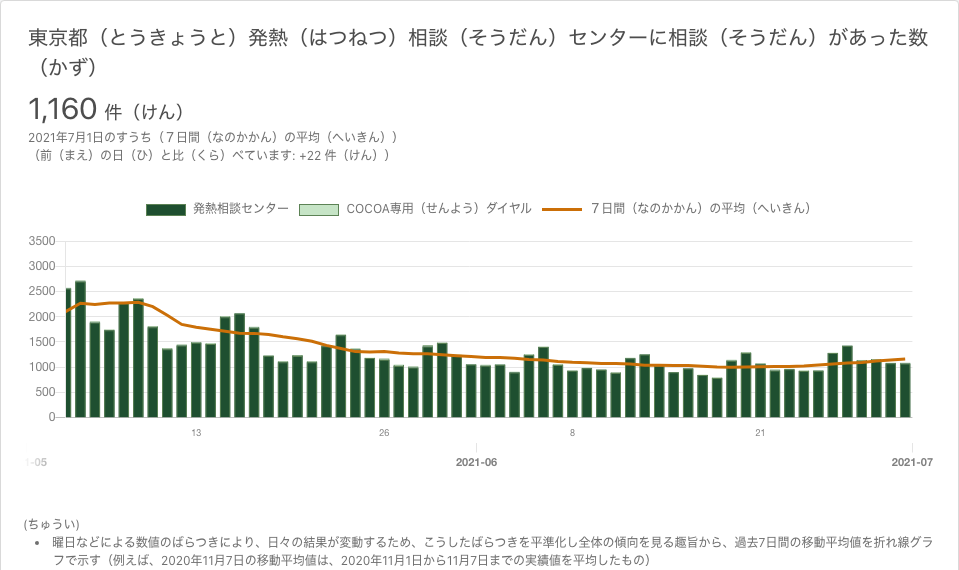 東京都（とうきょうと）発熱（はつねつ）相談（そうだん）センターに相談（そうだん）があった数
（かず）
1,160 件（けん）
2021年7月1日のすうち（７日間（なのかかん）の平均（へいきん））
（前（まえ）の日（ひ）と比（くら）べています: +22 件（けん））
発熱相談センター COCOA専用（せんよう）ダイヤル ７日間（なのかかん）の平均（へいきん）
3500
3000
2500
2000
1500
1000
500
0
13 26 8 21
1-05 2021-06 2021-07
(ちゅうい)
• 曜日などによる数値のばらつきにより、日々の結果が変動するため、こうしたばらつきを平準化し全体の傾向を見る趣旨から、過去7日間の移動平均値を折れ線グラ
フで示す（例えば、2020年11月7日の移動平均値は、2020年11月1日から11月7日までの実績値を平均したもの）